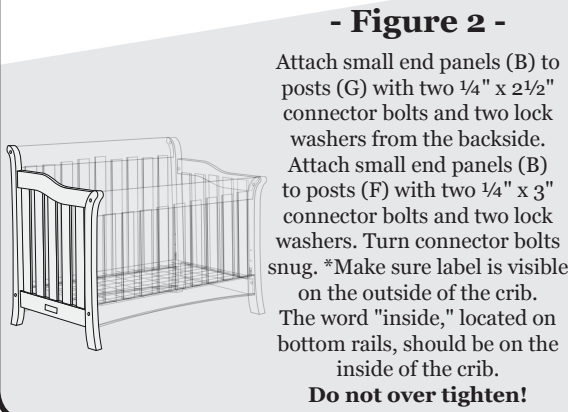 - Figure 2 -
Attach small end panels (B) to
posts (G) with two ¼" x 2½"
connector bolts and two lock
washers from the backside.
Attach small end panels (B)
to posts (F) with two ¼" x 3"
connector bolts and two lock
washers. Turn connector bolts
snug. *Make sure label is visible
on the outside of the crib.
The word "inside," located on
bottom rails, should be on the
inside of the crib.
Do not over tighten!